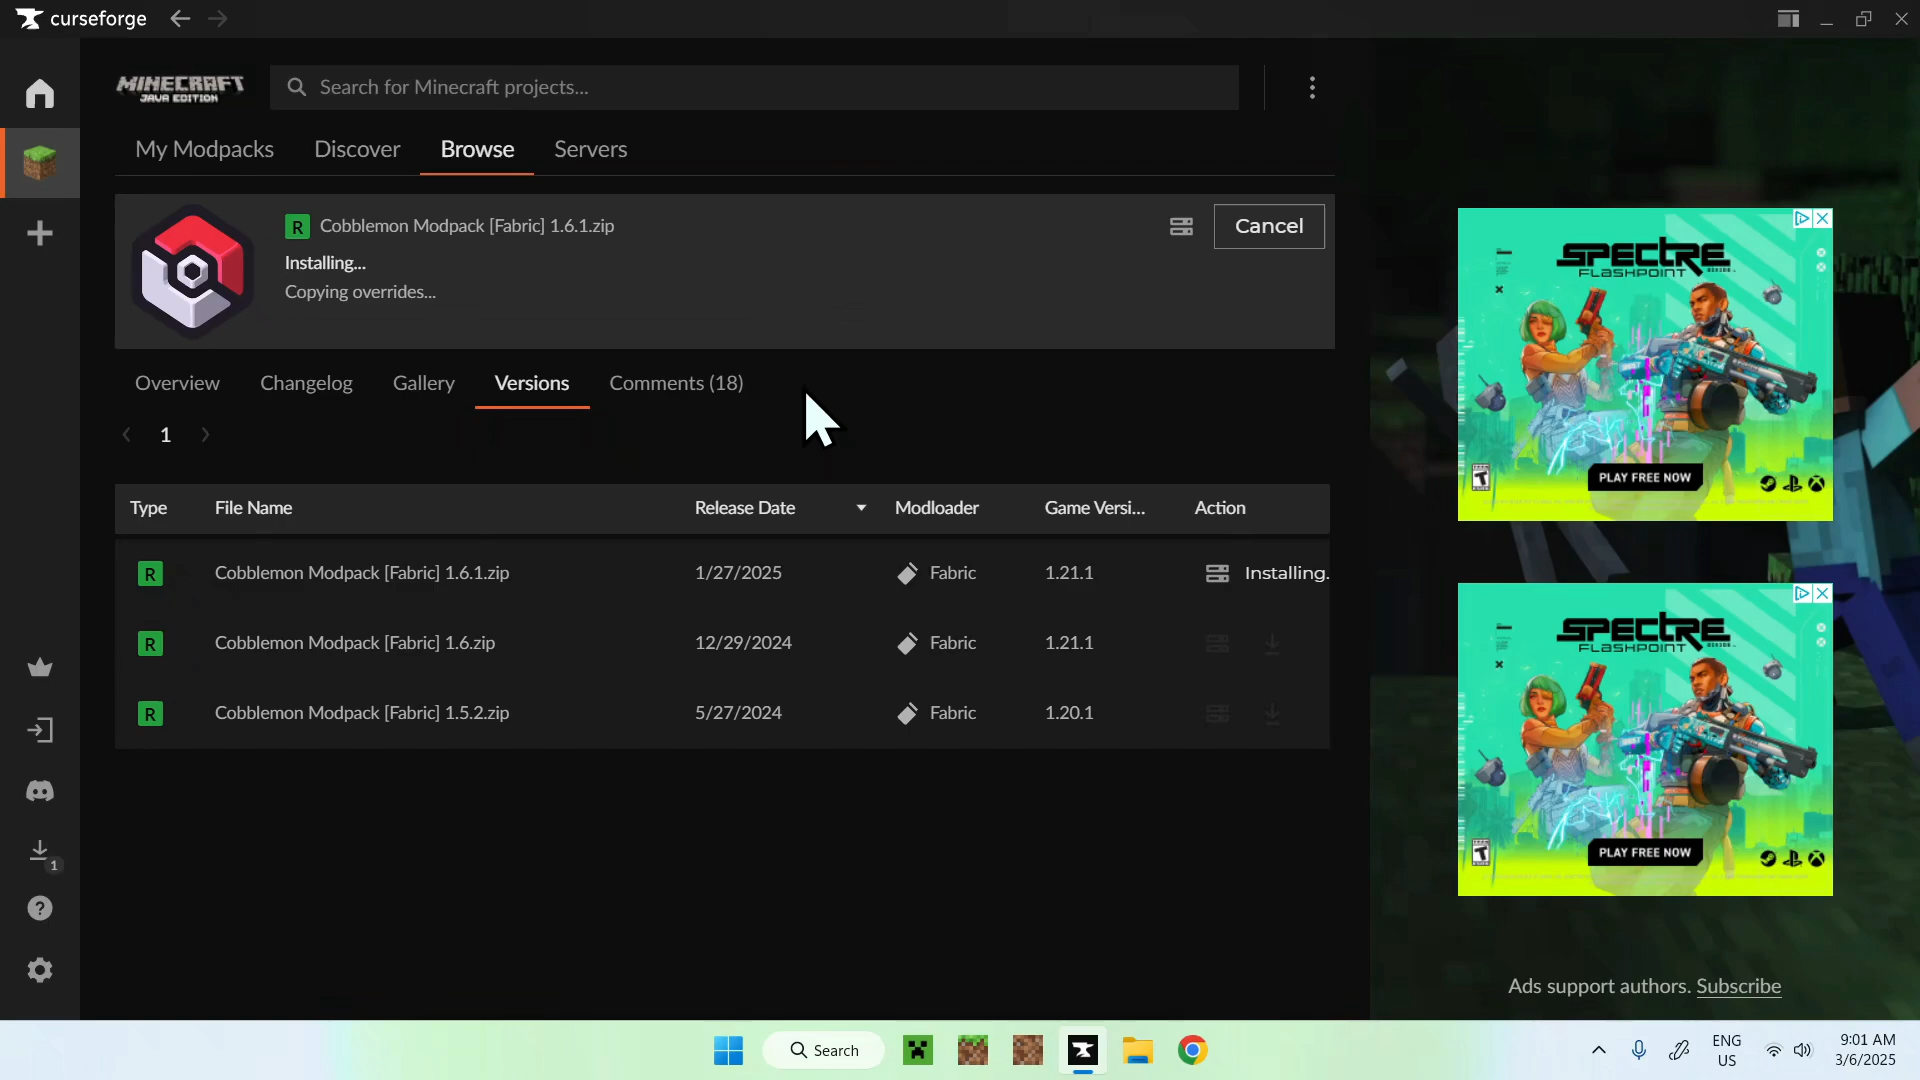 curseforge
MINECRAFT
JAVA EDITION
Search for Minecraft projects...
My Modpacks
Discover
Browse
Servers
R
Cobblemon Modpack [Fabric] 1.6.1.zip
Cancel
Installing...
Copying overrides...
Overview
Changelog
Gallery
Versions
Comments (18)
1
Type
File Name
Release Date
Modloader
Game Versi...
Action
R
Cobblemon Modpack [Fabric] 1.6.1.zip
1/27/2025
Fabric
1.21.1
Installing.
R
Cobblemon Modpack [Fabric] 1.6.zip
12/29/2024
Fabric
1.21.1
R
Cobblemon Modpack [Fabric] 1.5.2.zip
5/27/2024
Fabric
1.20.1
1
SPECTRE
FLASHPOINT
T
PLAY FREE NOW
SPECTRE
FLASHPOINT
T
PLAY FREE NOW
Ads support authors. Subscribe
Search
ENG
US
9:01 AM
3/6/2025